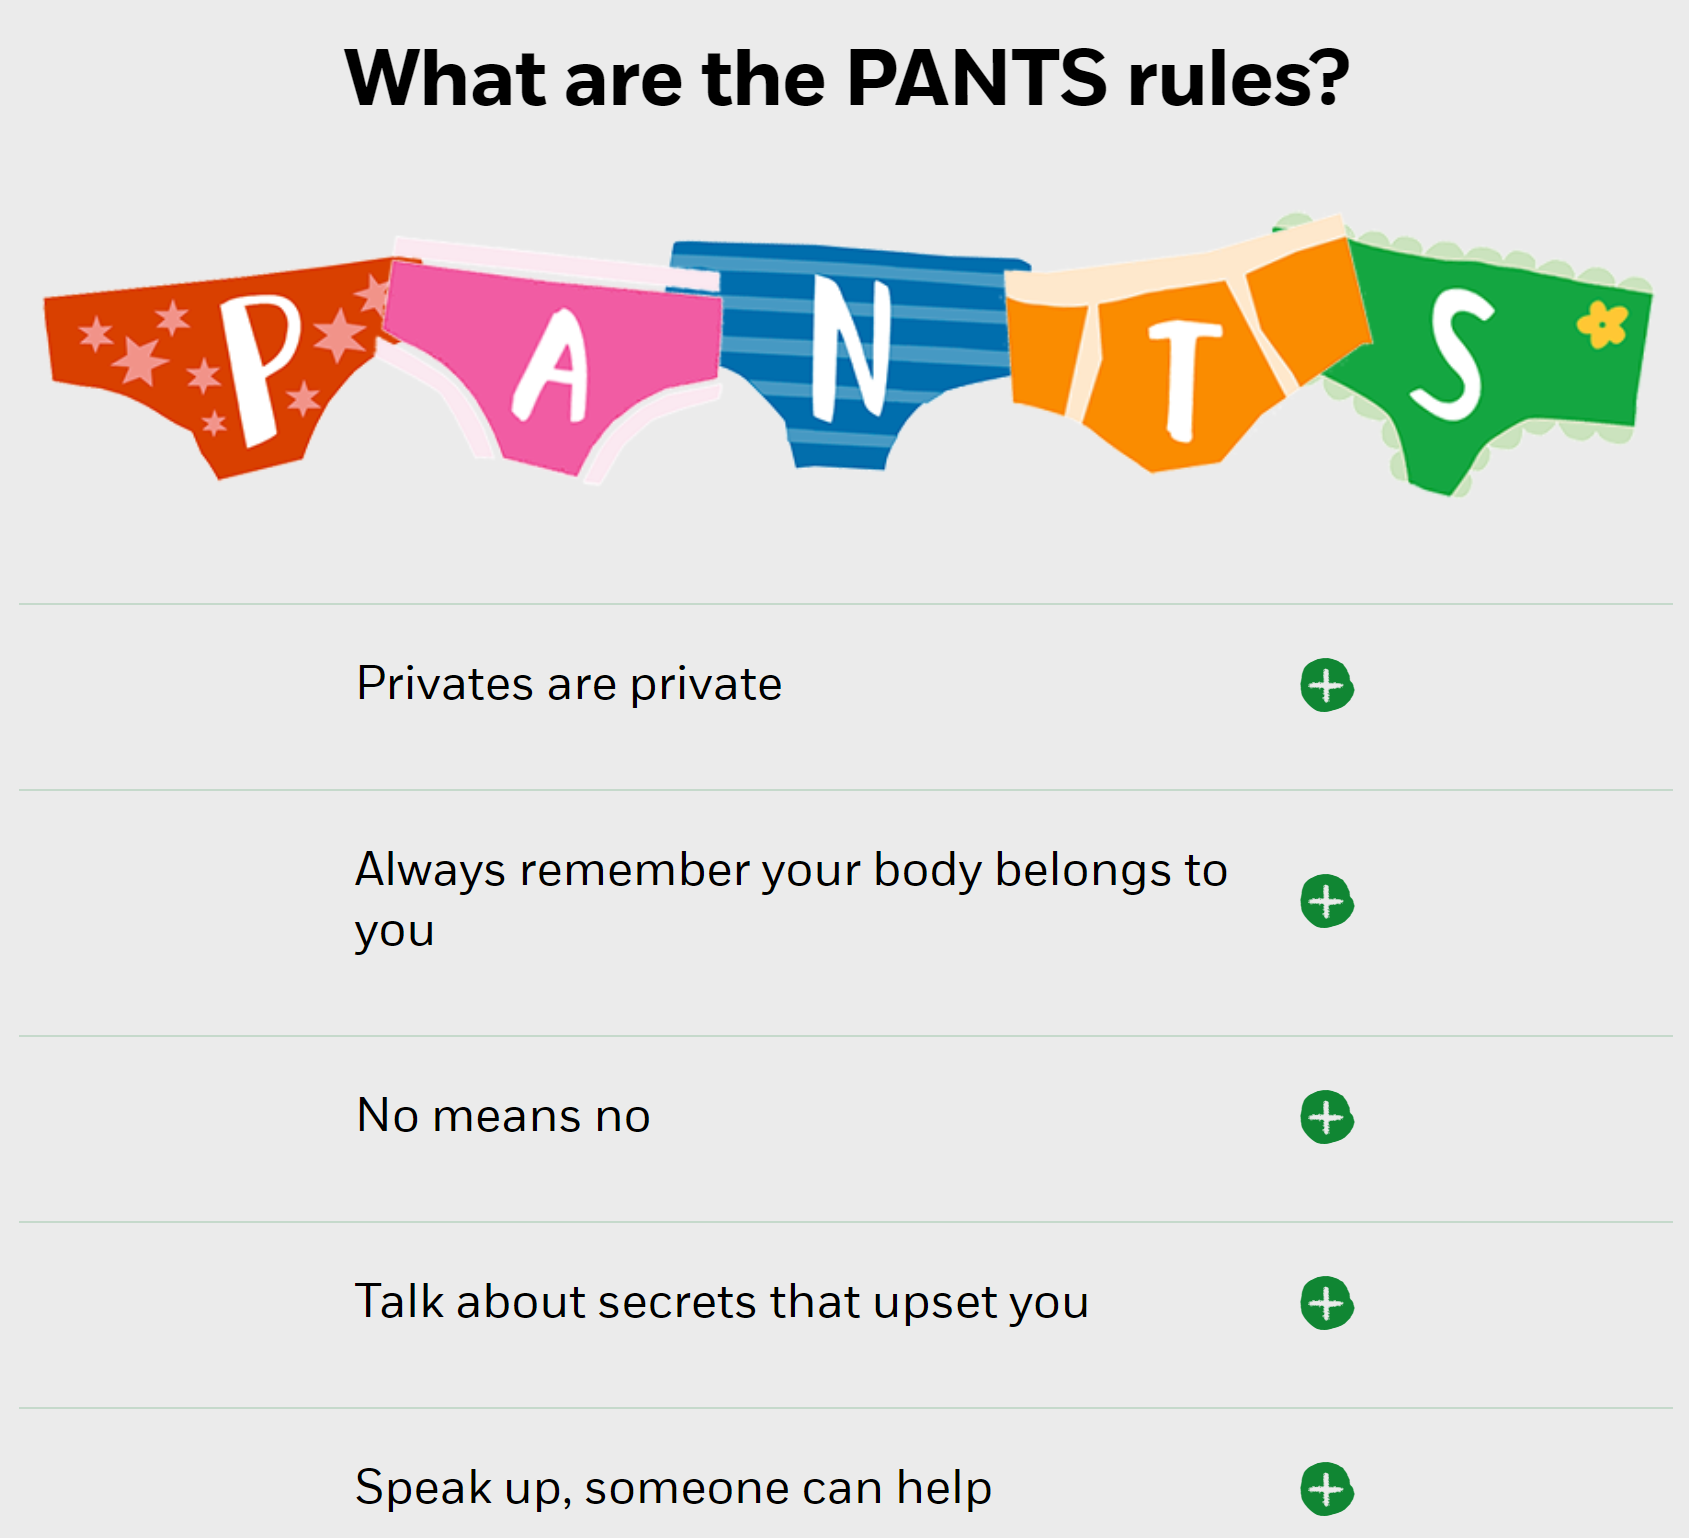 What are the PANTS rules?
PANTS
Privates are private
Always remember your body belongs to
you
No means no
Talk about secrets that upset you
Speak up, someone can help